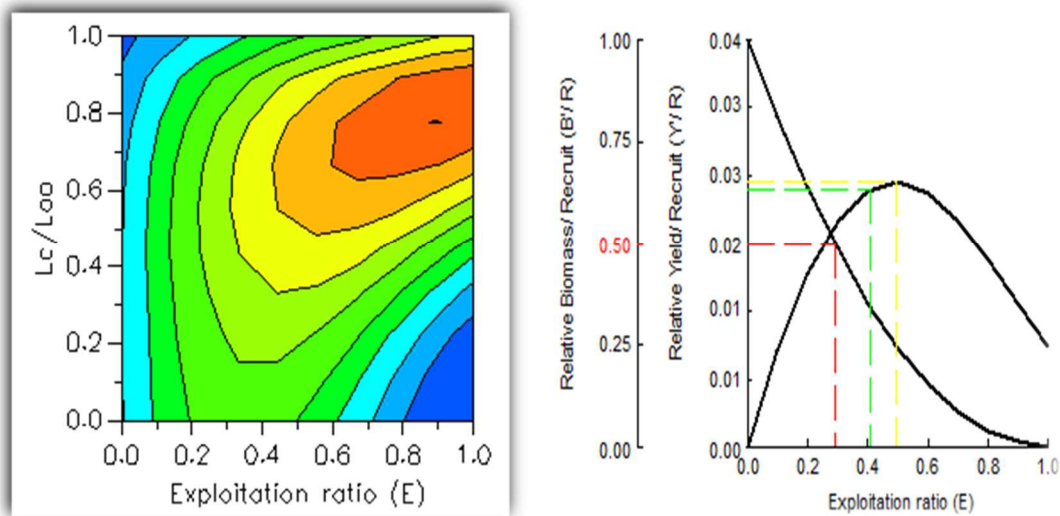 1.0
0.8
0.6
0.4
0.2
0.0
Lc/Loo
0.0 0.2 0.4 0.6 0.8 1.0
Exploitation ratio (E)
Relative Biomass/ Recruit (B'/ R)
1.00
0.75
0.50
0.25
0.00
Relative Yield/ Recruit (Y'/ R)
0.04
0.03
0.03
0.02
0.01
0.01
0.00
0.0 0.2 0.4 0.6 0.8 1.0
Exploitation ratio (E)